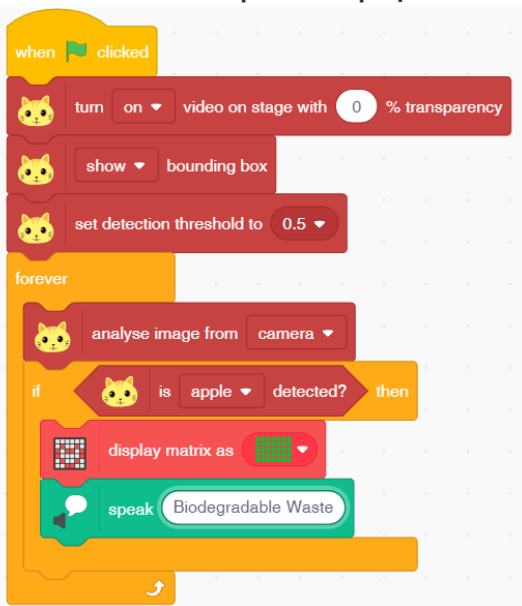 when clicked
turn on video on stage with 0 % transparency
show bounding box
set detection threshold to 0.5
forever
analyse image from camera
if is apple detected? then
display matrix as
speak Biodegradable Waste